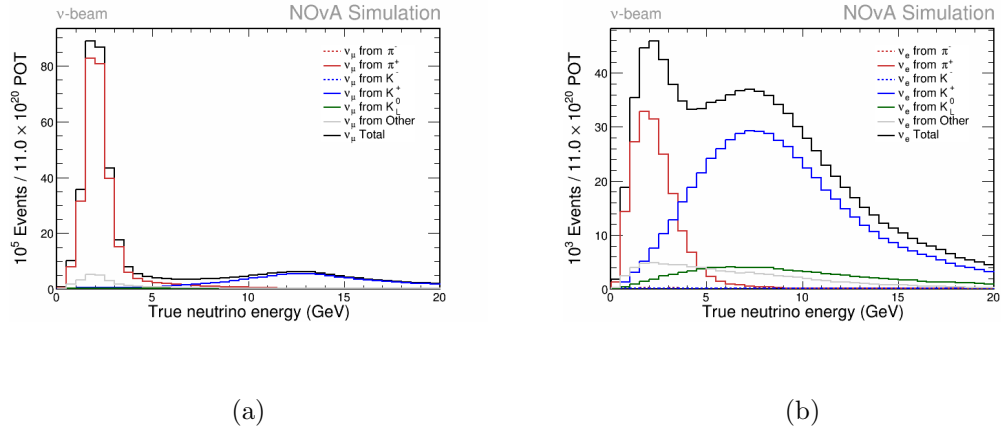 ν-beam NOvA Simulation
10⁵ Events / 11.0 × 10²⁰ POT
80
60
40
20
0
ν_μ from π⁻
ν_μ from π⁺
ν_μ from K⁻
ν_μ from K⁺
ν_μ from K⁰_L
ν_μ from Other
ν_μ Total
0 5 10 15 20
True neutrino energy (GeV)
(a)
ν-beam NOvA Simulation
10³ Events / 11.0 × 10²⁰ POT
40
30
20
10
0
ν_e from π⁻
ν_e from π⁺
ν_e from K⁻
ν_e from K⁺
ν_e from K⁰_L
ν_e from Other
ν_e Total
0 5 10 15 20
True neutrino energy (GeV)
(b)